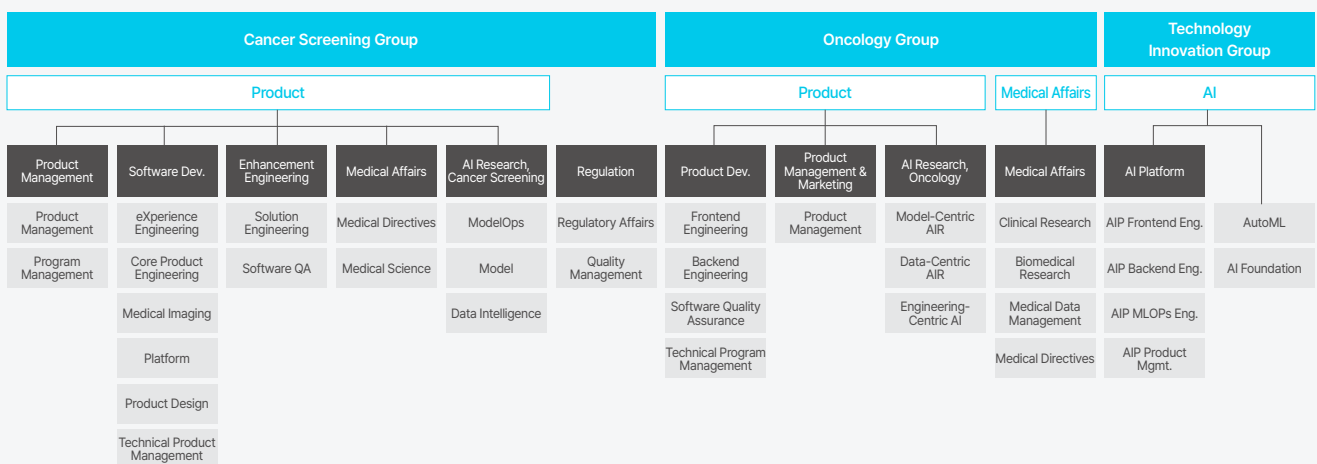 Cancer Screening Group
Oncology Group
Technology
Innovation Group
Product
Product
Medical Affairs
AI
Product
Management
Software Dev.
Enhancement
Engineering
Medical Affairs
AI Research,
Cancer Screening
Regulation
Product Dev.
Product
Management &
Marketing
AI Research,
Oncology
Medical Affairs
AI Platform
Product
Management
eXperience
Engineering
Solution
Engineering
Medical Directives
ModelOps
Regulatory Affairs
Frontend
Engineering
Product
Management
Model-Centric
AIR
Clinical Research
AIP Frontend Eng.
AutoML
Program
Management
Core Product
Engineering
Software QA
Medical Science
Model
Quality
Management
Backend
Engineering
Data-Centric
AIR
Biomedical
Research
AIP Backend Eng.
AI Foundation
Medical Imaging
Data Intelligence
Software Quality
Assurance
Engineering-
Centric AI
Medical Data
Management
AIP MLOPs Eng.
Platform
Technical Program
Management
Medical Directives
AIP Product
Mgmt.
Product Design
Technical Product
Management